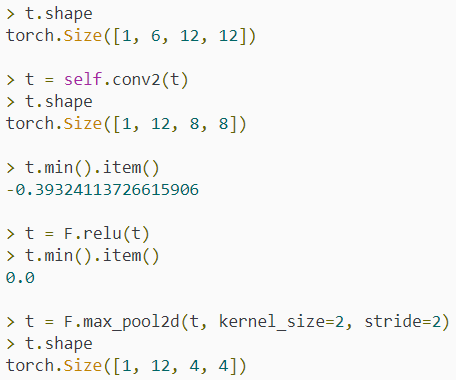 > t.shape
torch.Size([1, 6, 12, 12])
> t = self.conv2(t)
> t.shape
torch.Size([1, 12, 8, 8])
> t.min().item()
-0.39324113726615906
> t = F.relu(t)
> t.min().item()
0.0
> t = F.max_pool2d(t, kernel_size=2, stride=2)
> t.shape
torch.Size([1, 12, 4, 4])